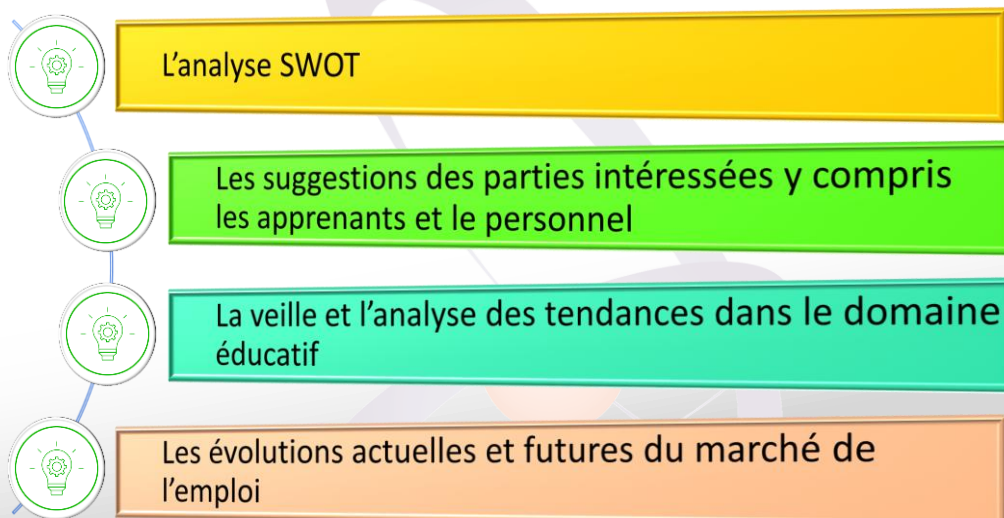 L'analyse SWOT
Les suggestions des parties intéressées y compris
les apprenants et le personnel
La veille et l'analyse des tendances dans le domaine
éducatif
Les évolutions actuelles et futures du marché de
l'emploi